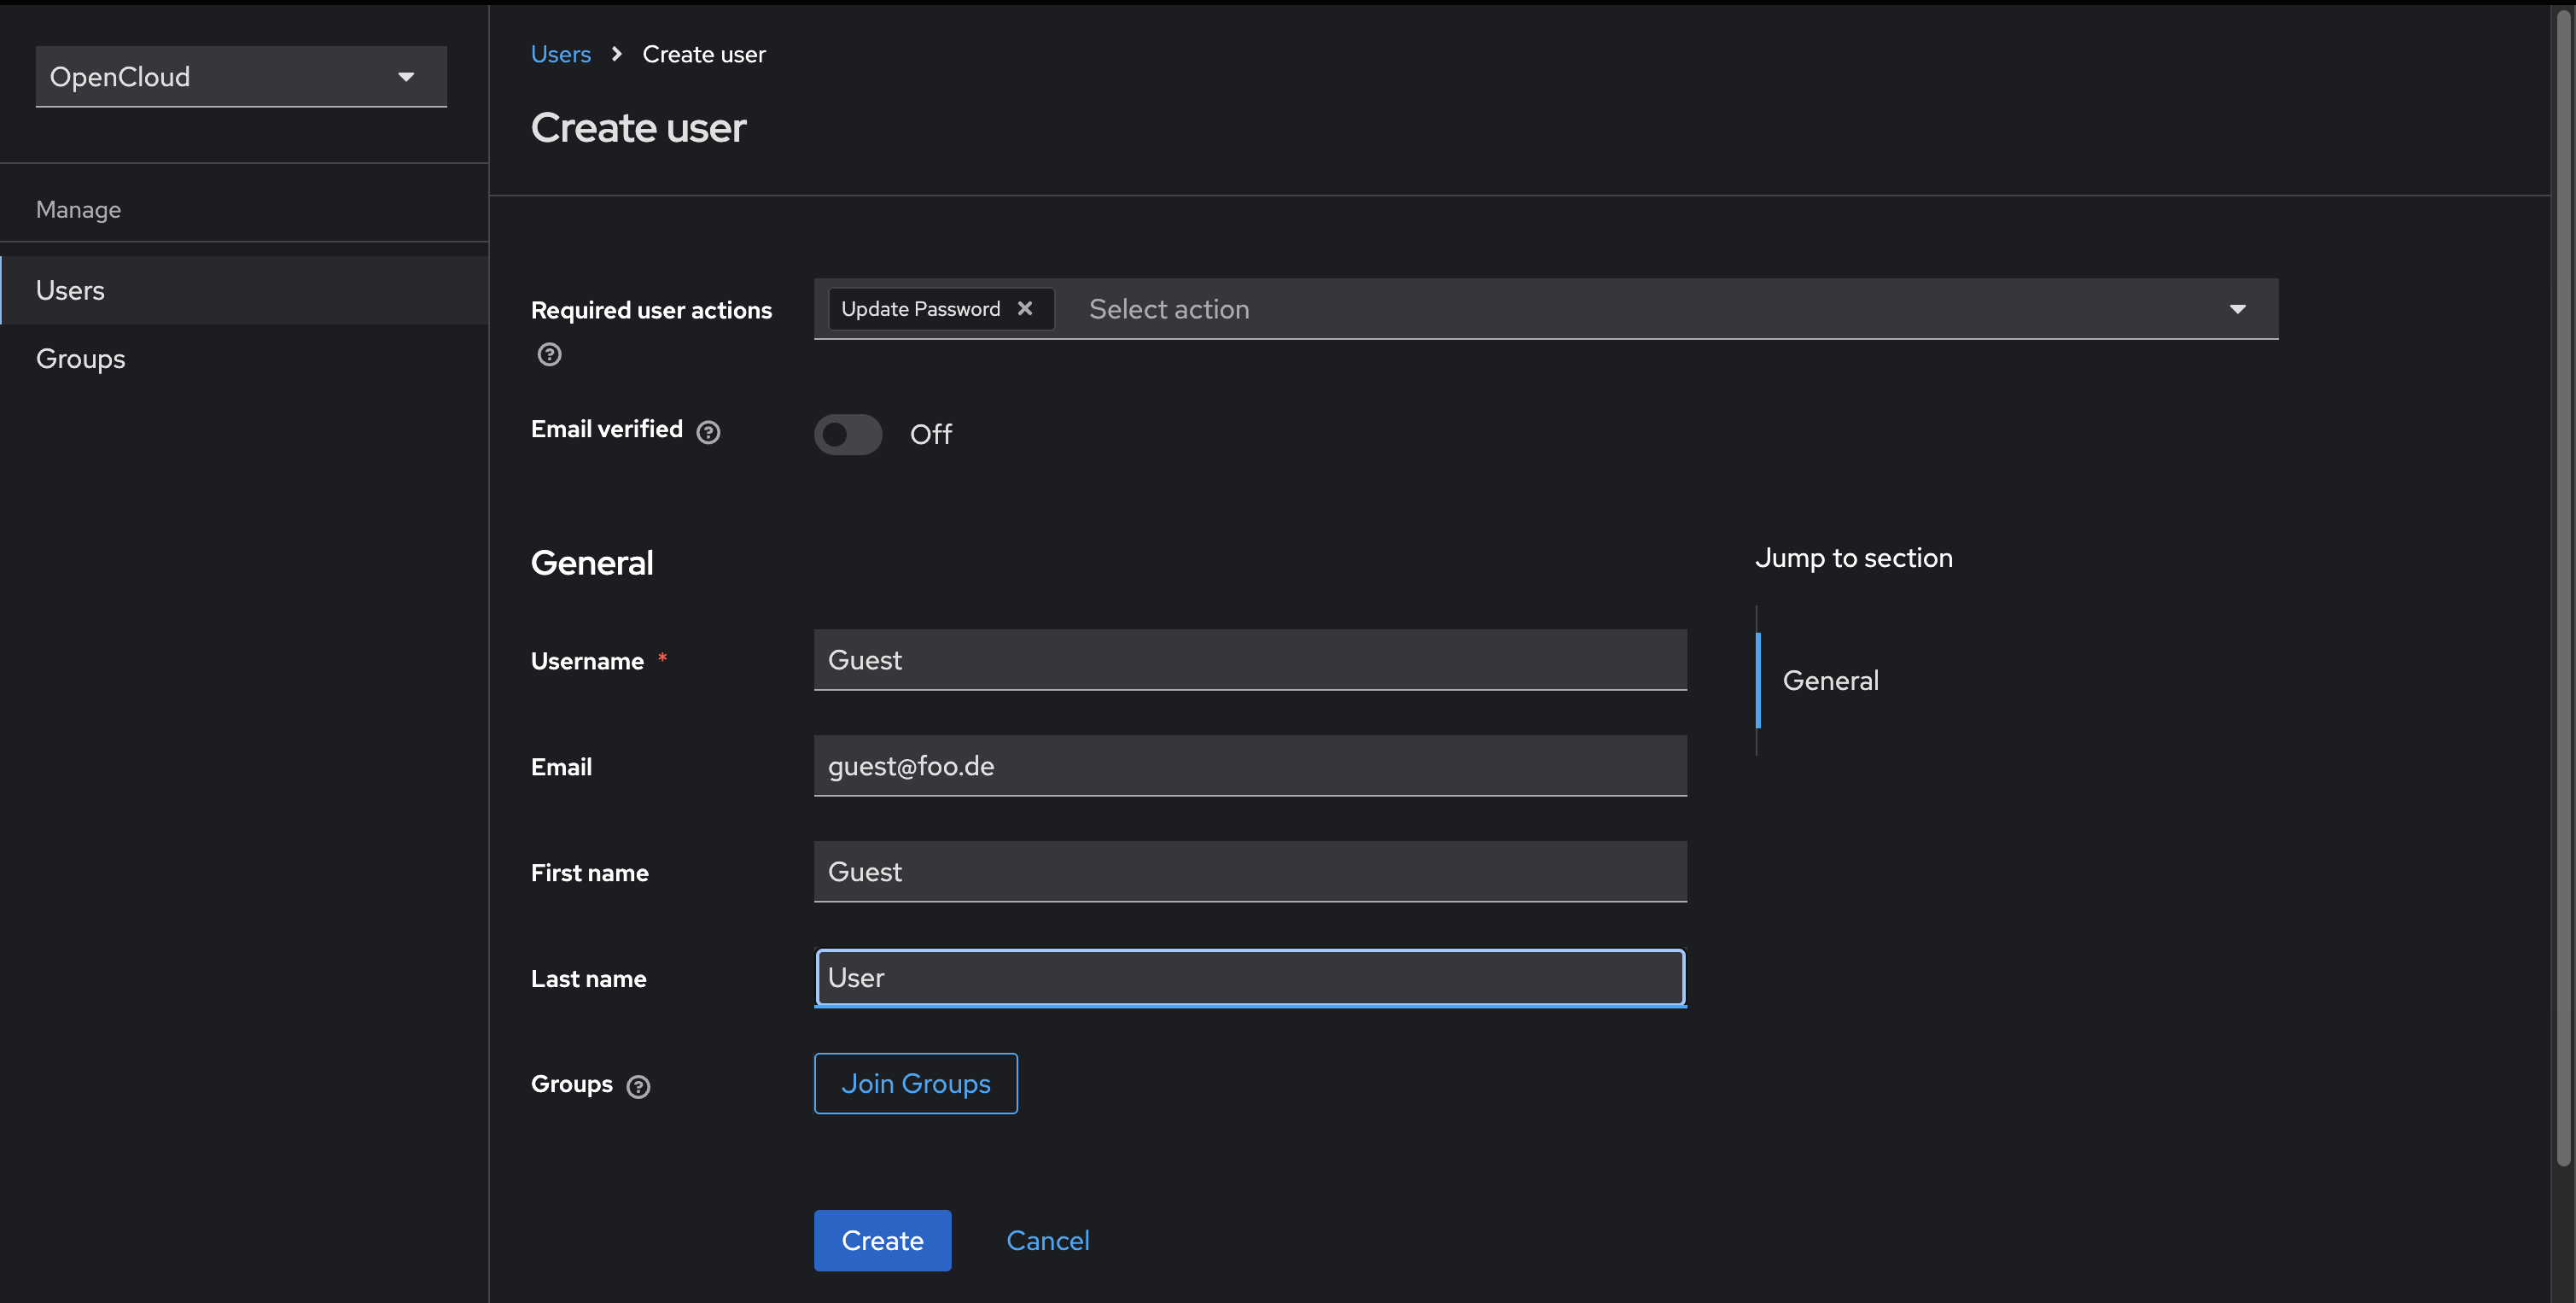 OpenCloud
Manage
Users
Groups
Users > Create user
Create user
Required user actions
Update Password
Select action
Email verified
Off
General
Jump to section
General
Username *
Guest
Email
guest@foo.de
First name
Guest
Last name
User
Groups
Join Groups
Create
Cancel